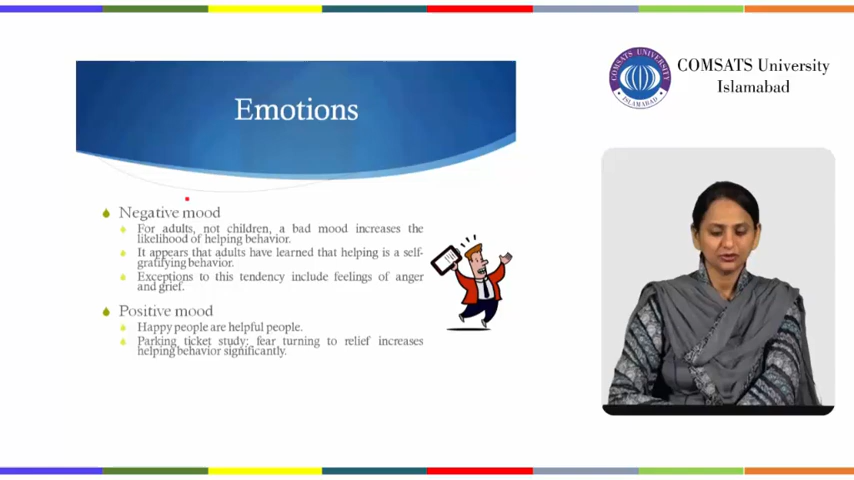 COMSATS UNIVERSITY
ISLAMABAD
COMSATS University
Islamabad
Emotions
Negative mood
For adults, not children, a bad mood increases the
likelihood of helping behavior.
It appears that adults have learned that helping is a self-
gratifying behavior.
Exceptions to this tendency include feelings of anger
and grief.
Positive mood
Happy people are helpful people.
Parking ticket study; fear turning to relief increases
helping behavior significantly.